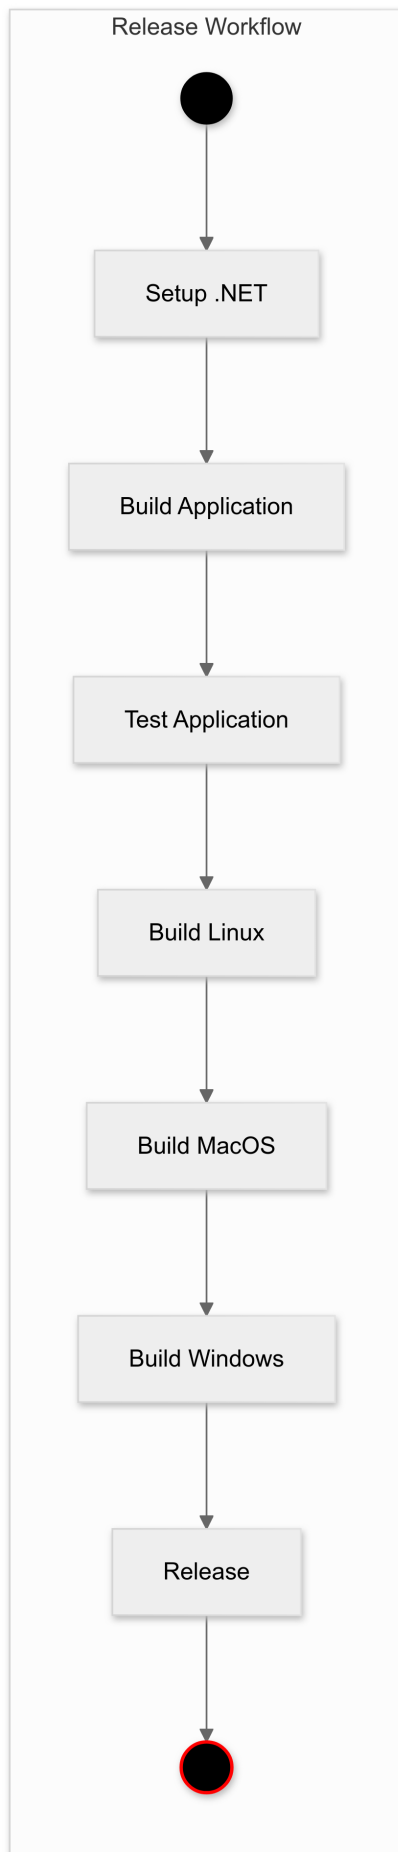 Release Workflow
Setup .NET
Build Application
Test Application
Build Linux
Build MacOS
Build Windows
Release